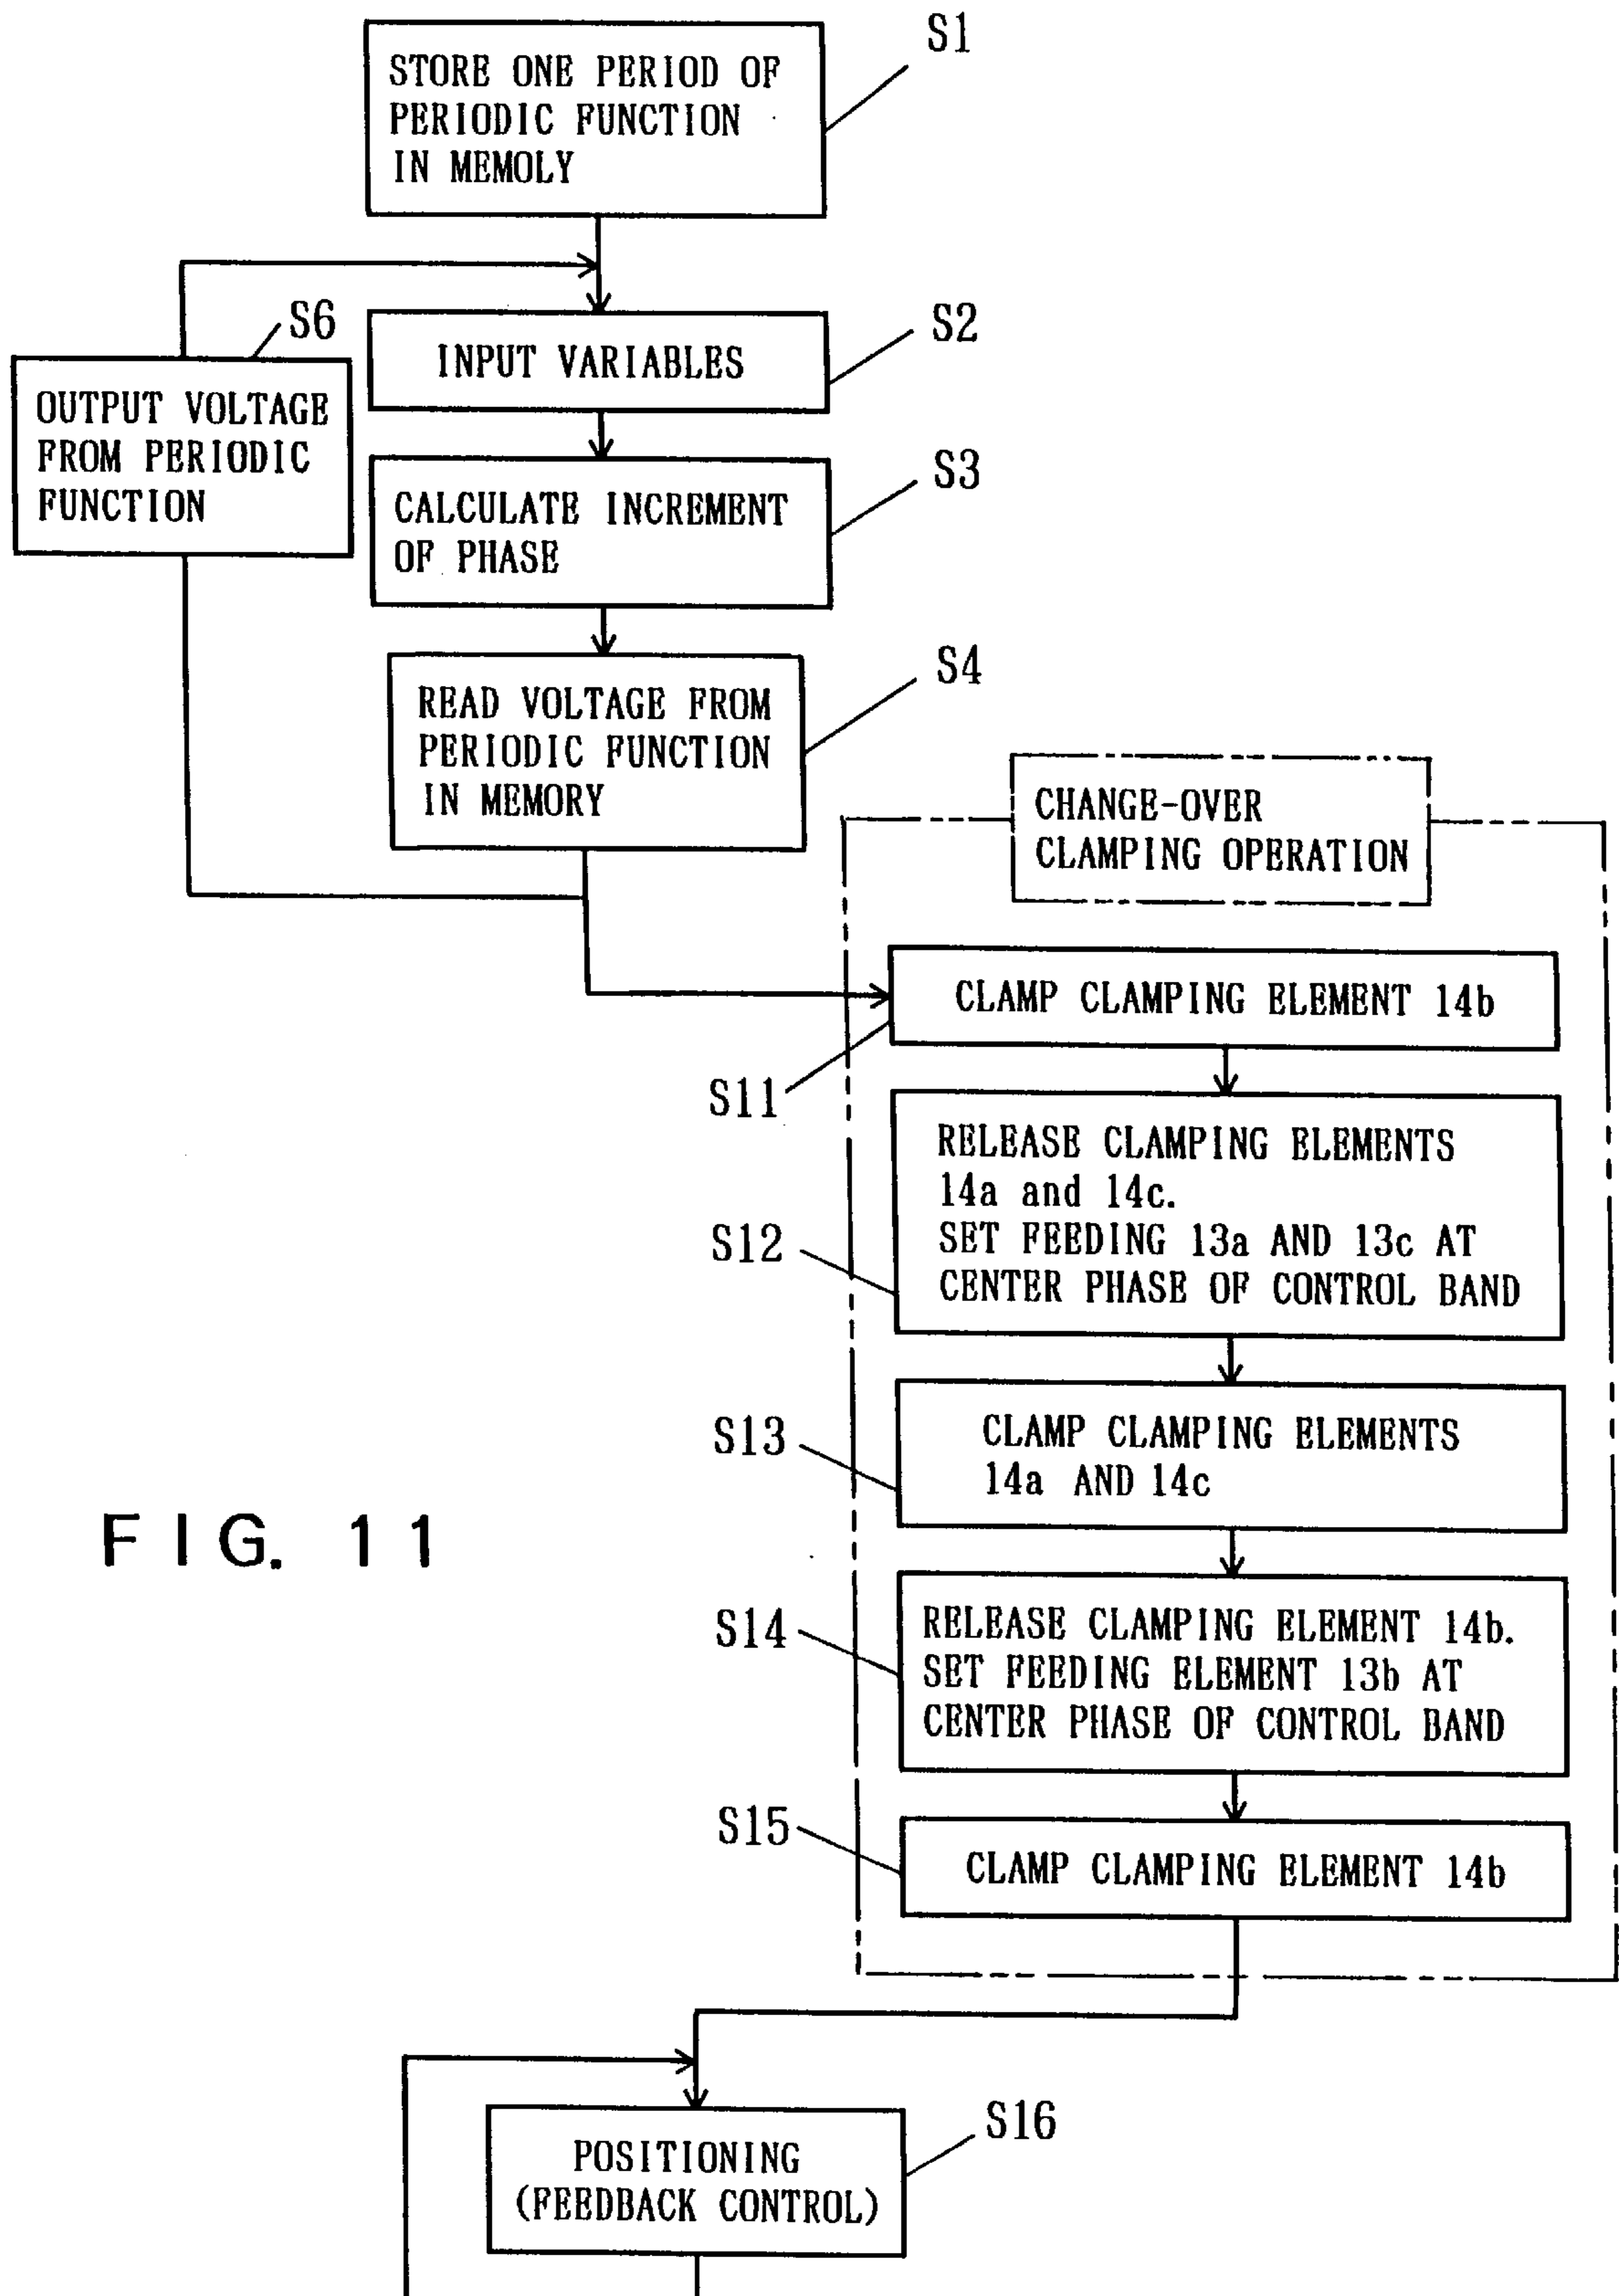 S1
STORE ONE PERIOD OF
PERIODIC FUNCTION
IN MEMOLY
S6
OUTPUT VOLTAGE
FROM PERIODIC
FUNCTION
S2
INPUT VARIABLES
S3
CALCULATE INCREMENT
OF PHASE
S4
READ VOLTAGE FROM
PERIODIC FUNCTION
IN MEMORY
CHANGE-OVER
CLAMPING OPERATION
CLAMP CLAMPING ELEMENT 14b
S11
RELEASE CLAMPING ELEMENTS
14a and 14c.
SET FEEDING 13a AND 13c AT
CENTER PHASE OF CONTROL BAND
S12
CLAMP CLAMPING ELEMENTS
14a AND 14c
S13
FIG. 11
RELEASE CLAMPING ELEMENT 14b.
SET FEEDING ELEMENT 13b AT
CENTER PHASE OF CONTROL BAND
S14
S15
CLAMP CLAMPING ELEMENT 14b
S16
POSITIONING
(FEEDBACK CONTROL)